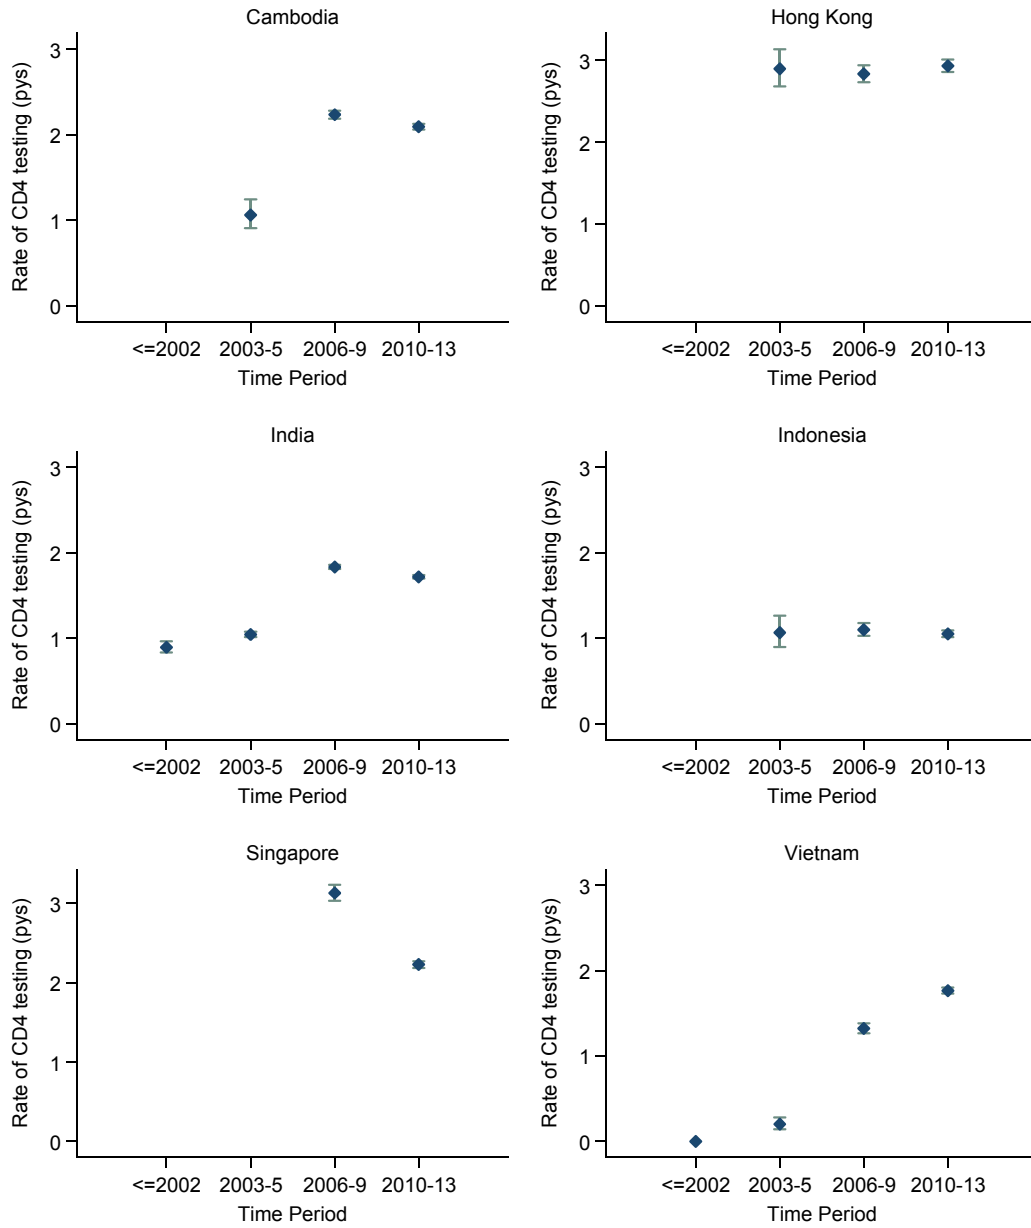 Cambodia
Rate of CD4 testing (pys)
3
2
1
0
<=2002 2003-5 2006-9 2010-13
Time Period
Hong Kong
Rate of CD4 testing (pys)
3
2
1
0
<=2002 2003-5 2006-9 2010-13
Time Period
India
Rate of CD4 testing (pys)
3
2
1
0
<=2002 2003-5 2006-9 2010-13
Time Period
Indonesia
Rate of CD4 testing (pys)
3
2
1
0
<=2002 2003-5 2006-9 2010-13
Time Period
Singapore
Rate of CD4 testing (pys)
3
2
1
0
<=2002 2003-5 2006-9 2010-13
Time Period
Vietnam
Rate of CD4 testing (pys)
3
2
1
0
<=2002 2003-5 2006-9 2010-13
Time Period